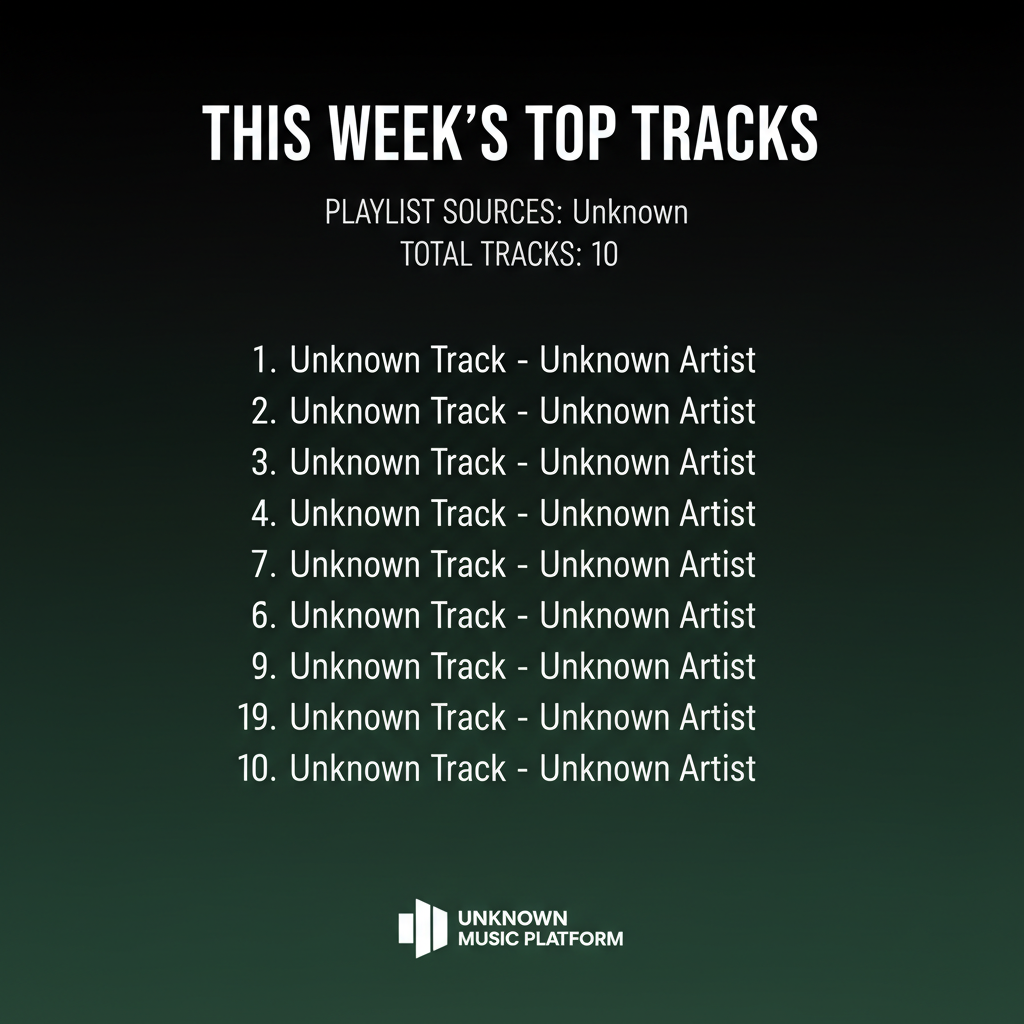 THIS WEEK’S TOP TRACKS
PLAYLIST SOURCES: Unknown
TOTAL TRACKS: 10
1. Unknown Track - Unknown Artist
2. Unknown Track - Unknown Artist
3. Unknown Track - Unknown Artist
4. Unknown Track - Unknown Artist
7. Unknown Track - Unknown Artist
6. Unknown Track - Unknown Artist
9. Unknown Track - Unknown Artist
19. Unknown Track - Unknown Artist
10. Unknown Track - Unknown Artist
UNKNOWN
MUSIC PLATFORM